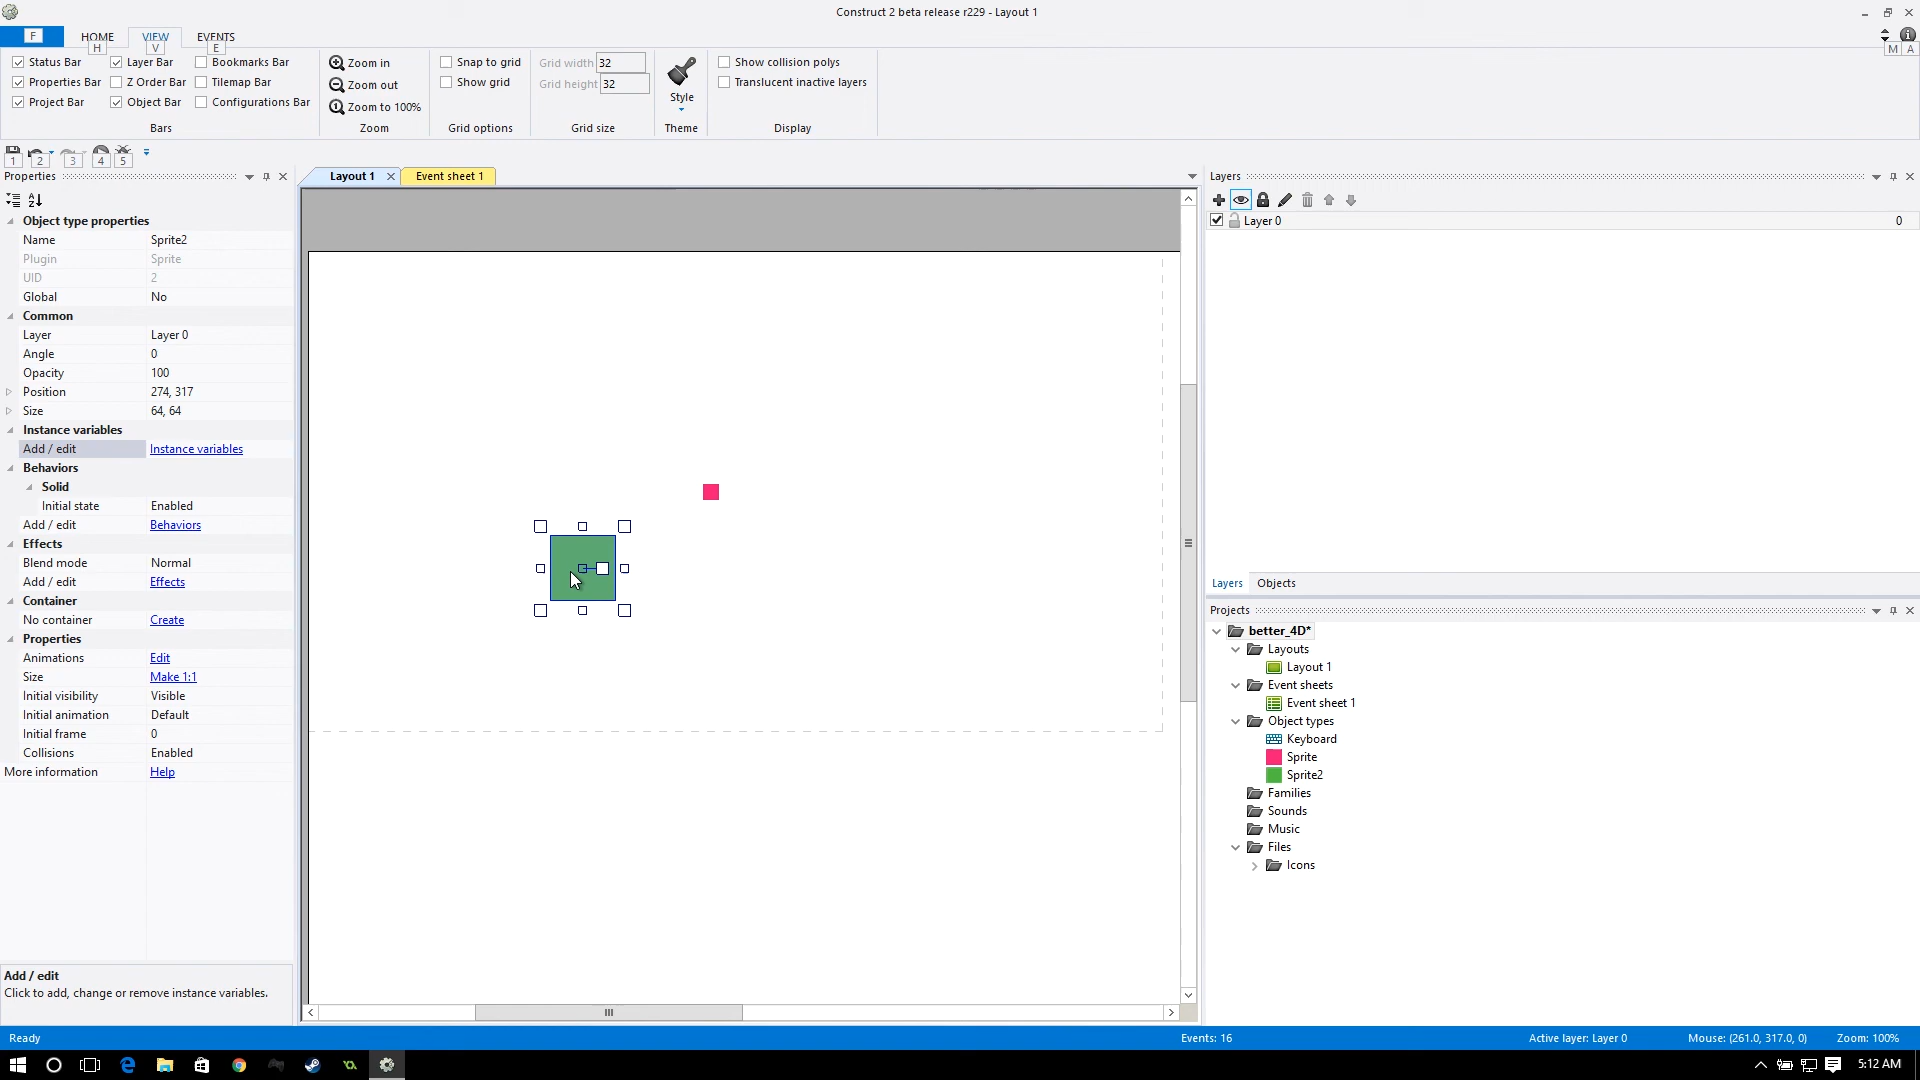 Construct 2 beta release r229 - Layout 1
F
HOME
VIEW
EVENTS
H
V
E
M
A
Status Bar
Layer Bar
Bookmarks Bar
Properties Bar
Z Order Bar
Tilemap Bar
Project Bar
Object Bar
Configurations Bar
Bars
Zoom in
Zoom out
Zoom to 100%
Zoom
Snap to grid
Show grid
Grid options
Grid width 32
Grid height 32
Grid size
Style
Theme
Show collision polys
Translucent inactive layers
Display
1
2
3
4
5
Properties
Object type properties
Name Sprite2
Plugin Sprite
UID 2
Global No
Common
Layer Layer 0
Angle 0
Opacity 100
Position 274, 317
Size 64, 64
Instance variables
Add / edit Instance variables
Behaviors
Solid
Initial state Enabled
Add / edit Behaviors
Effects
Blend mode Normal
Add / edit Effects
Container
No container Create
Properties
Animations Edit
Size Make 1:1
Initial visibility Visible
Initial animation Default
Initial frame 0
Collisions Enabled
More information Help
Add / edit
Click to add, change or remove instance variables.
Layout 1
Event sheet 1
Layers
Layer 0 0
Layers Objects
Projects
better_4D*
Layouts
Layout 1
Event sheets
Event sheet 1
Object types
Keyboard
Sprite
Sprite2
Families
Sounds
Music
Files
Icons
Ready
Events: 16
Active layer: Layer 0
Mouse: (261.0, 317.0, 0)
Zoom: 100%
5:12 AM